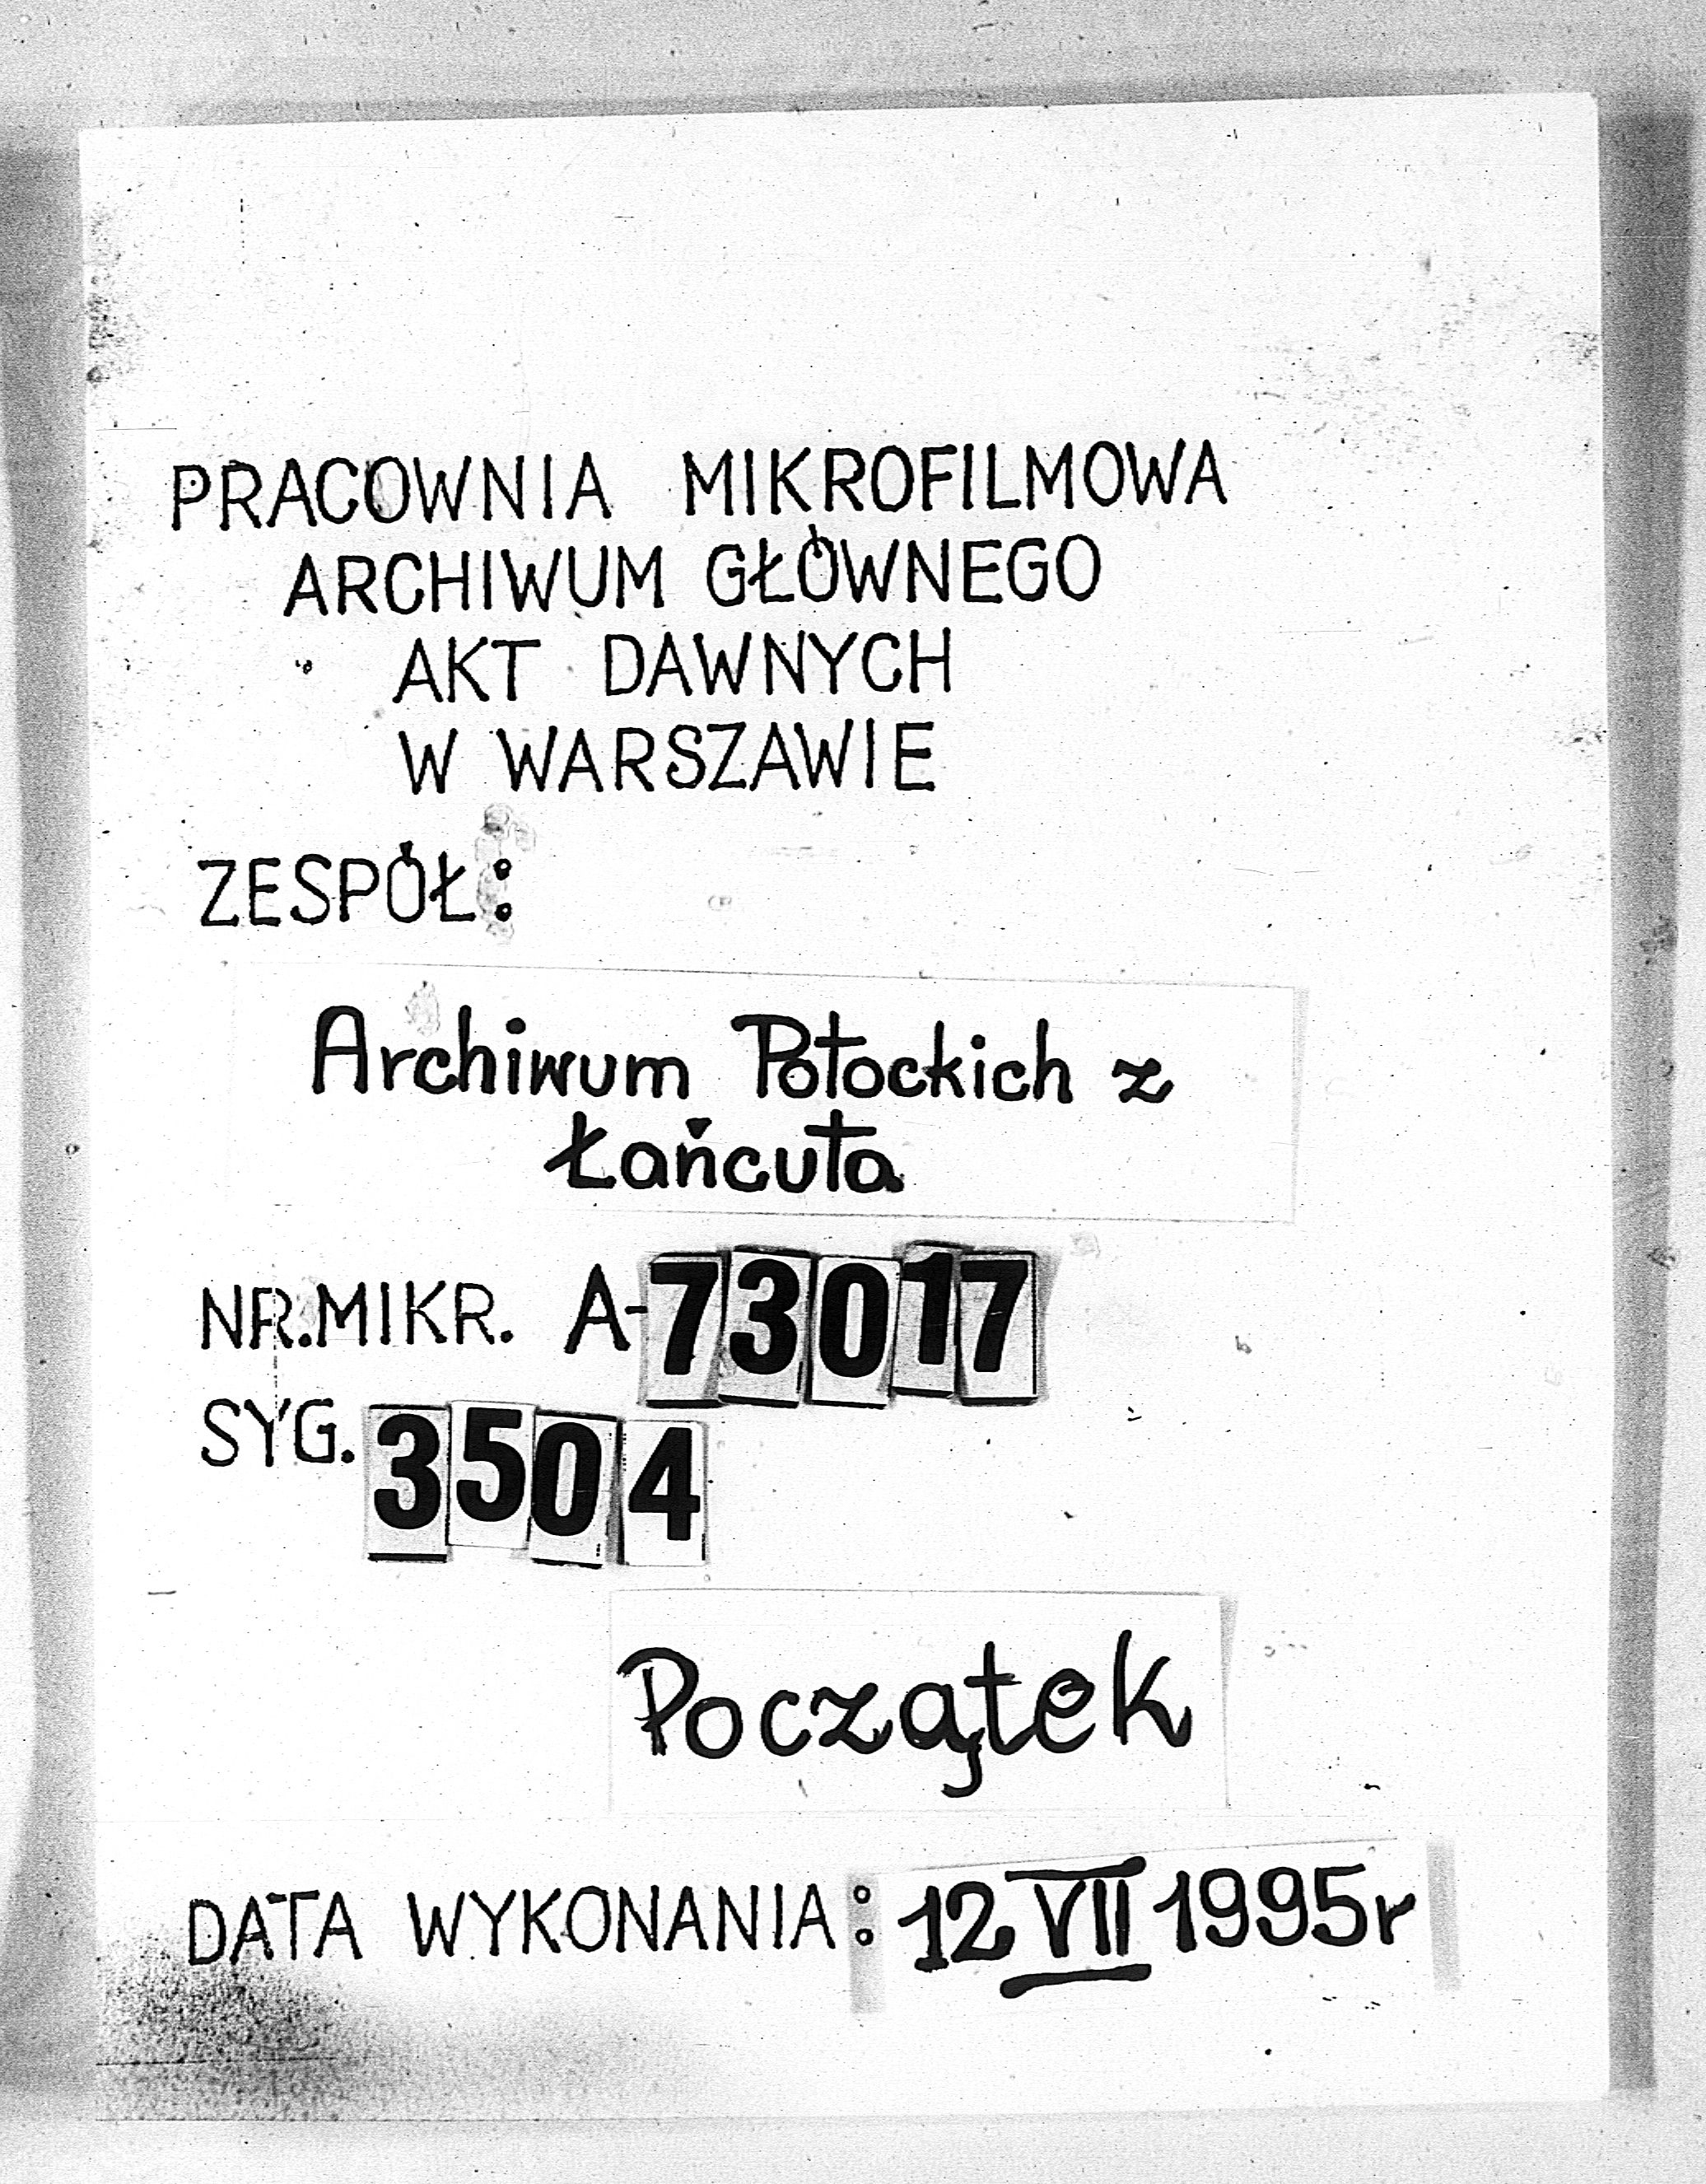 PRACOWNIA MIKROFILMOWA
ARCHIWUM GŁÓWNEGO
AKT DAWNYCH
W WARSZAWIE
ZESPÓŁ:
Archiwum Potockich z
Łańcuta
NR.MIKR. A-73017
SYG. 3504
Początek
DATA WYKONANIA: 12 VII 1995r